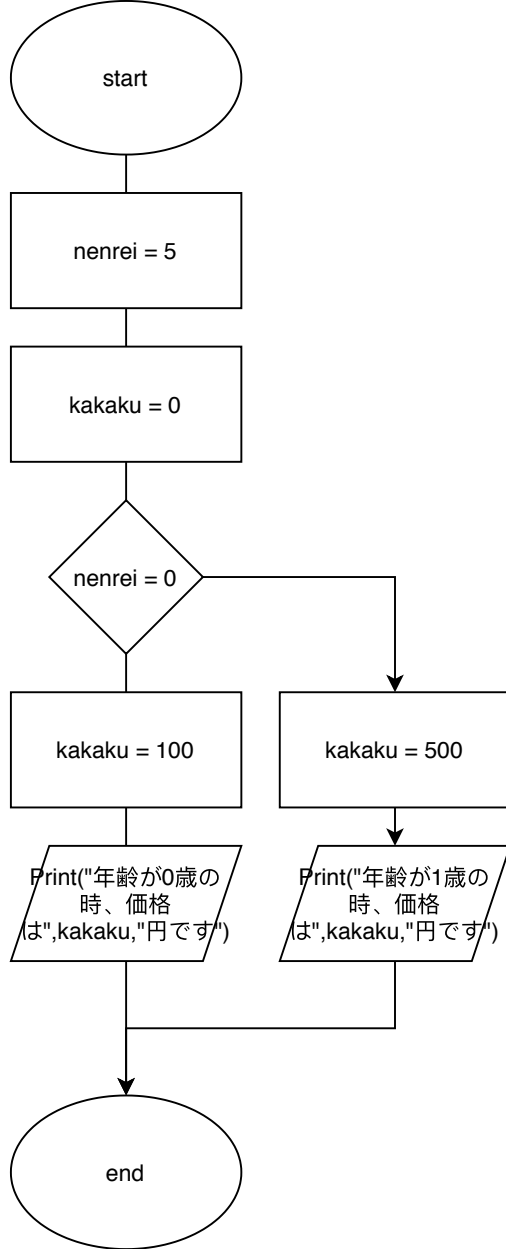 start
nenrei = 5
kakaku = 0
nenrei = 0
kakaku = 100
kakaku = 500
Print("年齢が0歳の
時、価格
は",kakaku,"円です")
Print("年齢が1歳の
時、価格
は",kakaku,"円です")
end